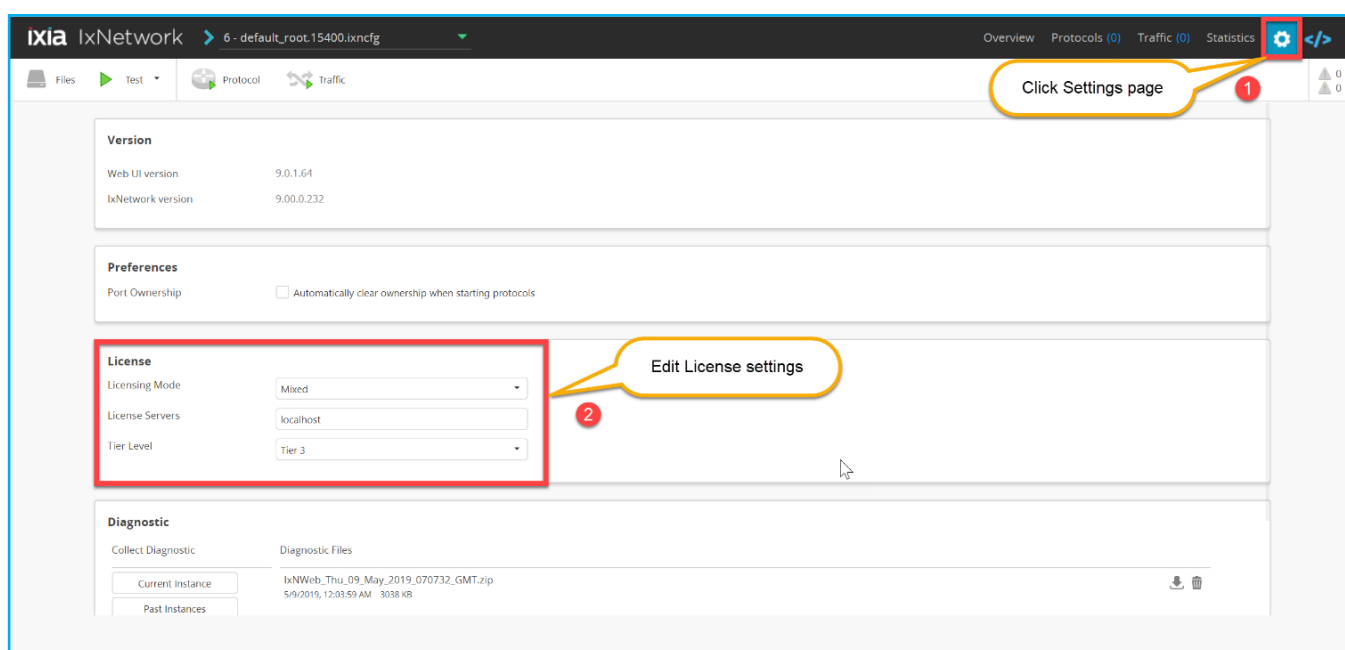 ixia IxNetwork 6 - default_root.15400.ixncfg Overview Protocols (0) Traffic (0) Statistics </>
Files Test Protocol Traffic Click Settings page 1 0
0
Version
Web UI version 9.0.1.64
IxNetwork version 9.00.0.232
Preferences
Port Ownership Automatically clear ownership when starting protocols
License
Licensing Mode Mixed Edit License settings
License Servers localhost 2
Tier Level Tier 3
Diagnostic
Collect Diagnostic Diagnostic Files
Current Instance IxNWeb_Thu_09_May_2019_070732_GMT.zip
5/9/2019, 12:03:59 AM 3038 KB
Past Instances